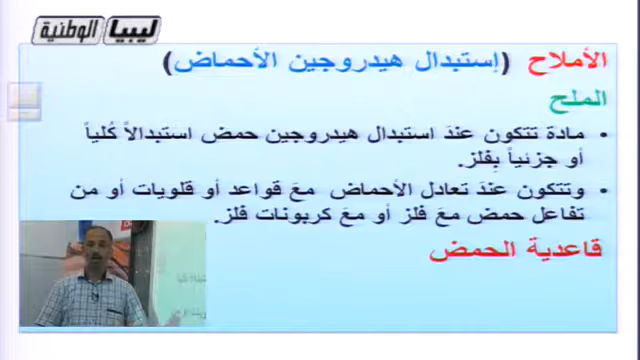 ليبيا الوطنية
الأملاح (إستبدال هيدروجين الأحماض)
الملح
• مادة تتكون عندَ استبدال هيدروجين حمض استبدالاً كُلياً
أو جزئياً بِفلز.
• وتتكون عندَ تعادل الأحماض معَ قواعد أو قلويات أو من
تفاعل حمض معَ فلز أو معَ كربونات فلز.
قاعدية الحمض